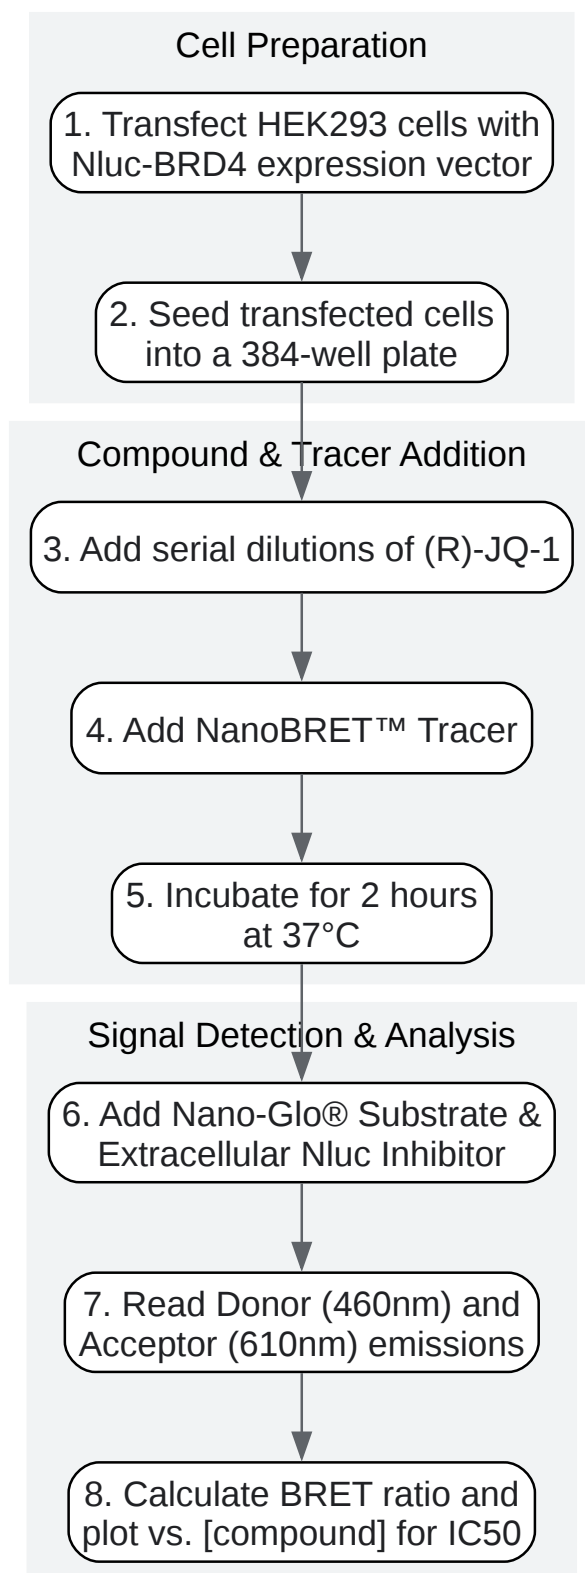 Cell Preparation
1. Transfect HEK293 cells with
Nluc-BRD4 expression vector
2. Seed transfected cells
into a 384-well plate
Compound & Tracer Addition
3. Add serial dilutions of (R)-JQ-1
4. Add NanoBRET™ Tracer
5. Incubate for 2 hours
at 37°C
Signal Detection & Analysis
6. Add Nano-Glo® Substrate &
Extracellular Nluc Inhibitor
7. Read Donor (460nm) and
Acceptor (610nm) emissions
8. Calculate BRET ratio and
plot vs. [compound] for IC50